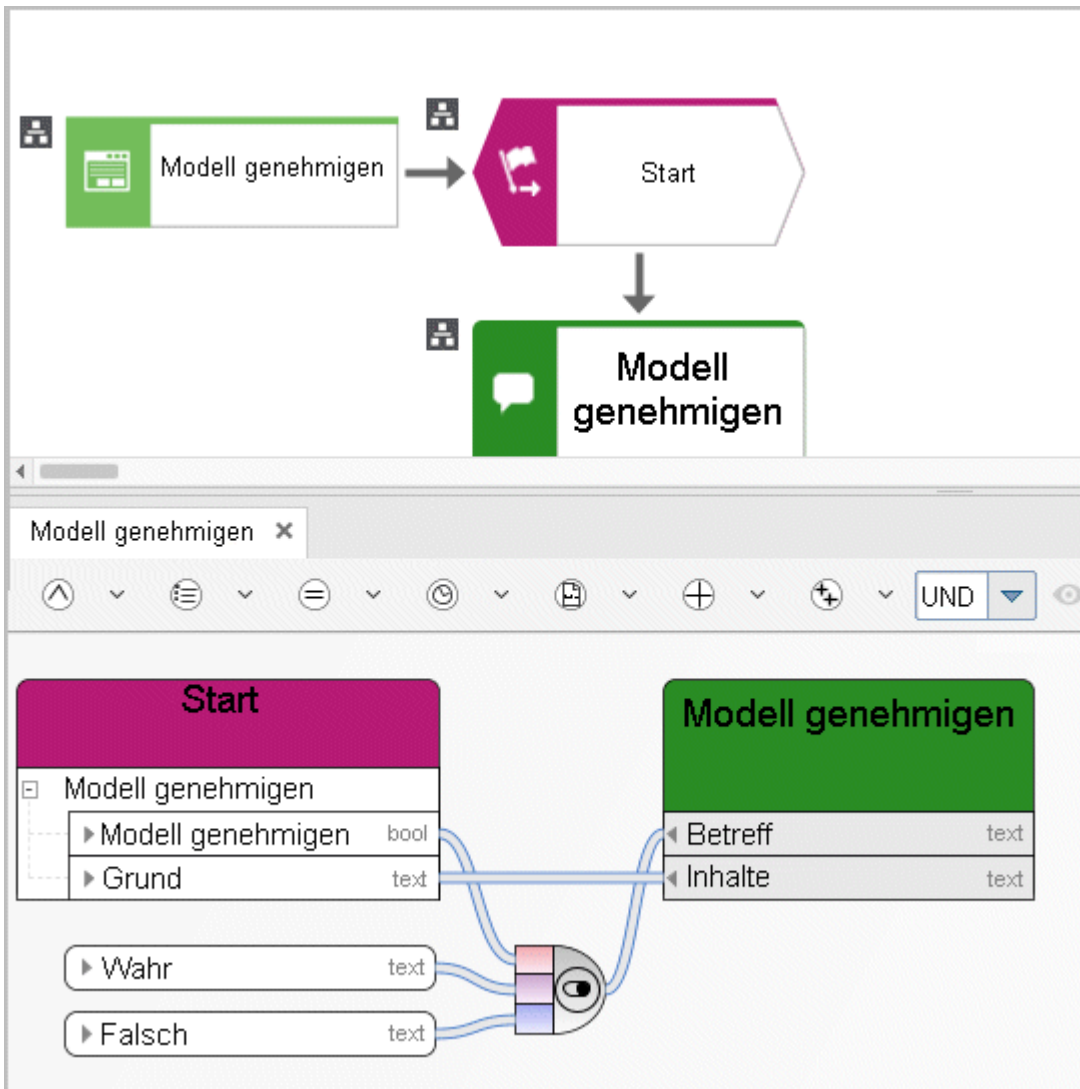 Modell genehmigen
Start
Modell
genehmigen
Modell genehmigen
UND
Start
Modell genehmigen
Modell genehmigen bool
Grund text
Wahr text
Falsch text
Modell genehmigen
Betreff text
Inhalte text